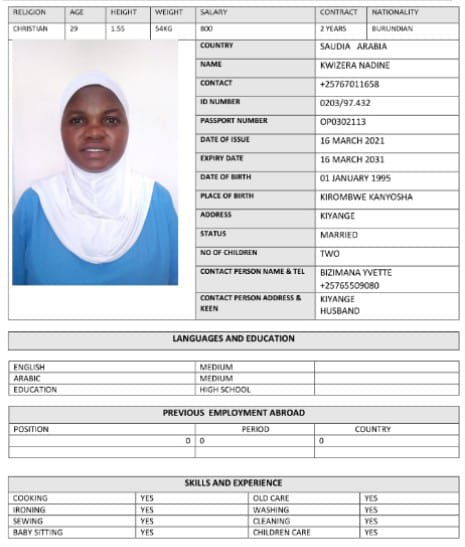 RELIGION AGE HEIGHT WEIGHT SALARY CONTRACT NATIONALITY
CHRISTIAN 29 1.55 54KG 800 2 YEARS BURUNDIAN
COUNTRY SAUDIA ARABIA
NAME KWIZERA NADINE
CONTACT +25767011658
ID NUMBER 0203/97.432
PASSPORT NUMBER OP0302113
DATE OF ISSUE 16 MARCH 2021
EXPIRY DATE 16 MARCH 2031
DATE OF BIRTH 01 JANUARY 1995
PLACE OF BIRTH KIROMBWE KANYOSHA
ADDRESS KIYANGE
STATUS MARRIED
NO OF CHILDREN TWO
CONTACT PERSON NAME & TEL BIZIMANA YVETTE
+25765509080
CONTACT PERSON ADDRESS & KIYANGE
KEEN HUSBAND
LANGUAGES AND EDUCATION
ENGLISH MEDIUM
ARABIC MEDIUM
EDUCATION HIGH SCHOOL
PREVIOUS EMPLOYMENT ABROAD
POSITION PERIOD COUNTRY
0 0 0
SKILLS AND EXPERIENCE
COOKING YES OLD CARE YES
IRONING YES WASHING YES
SEWING YES CLEANING YES
BABY SITTING YES CHILDREN CARE YES